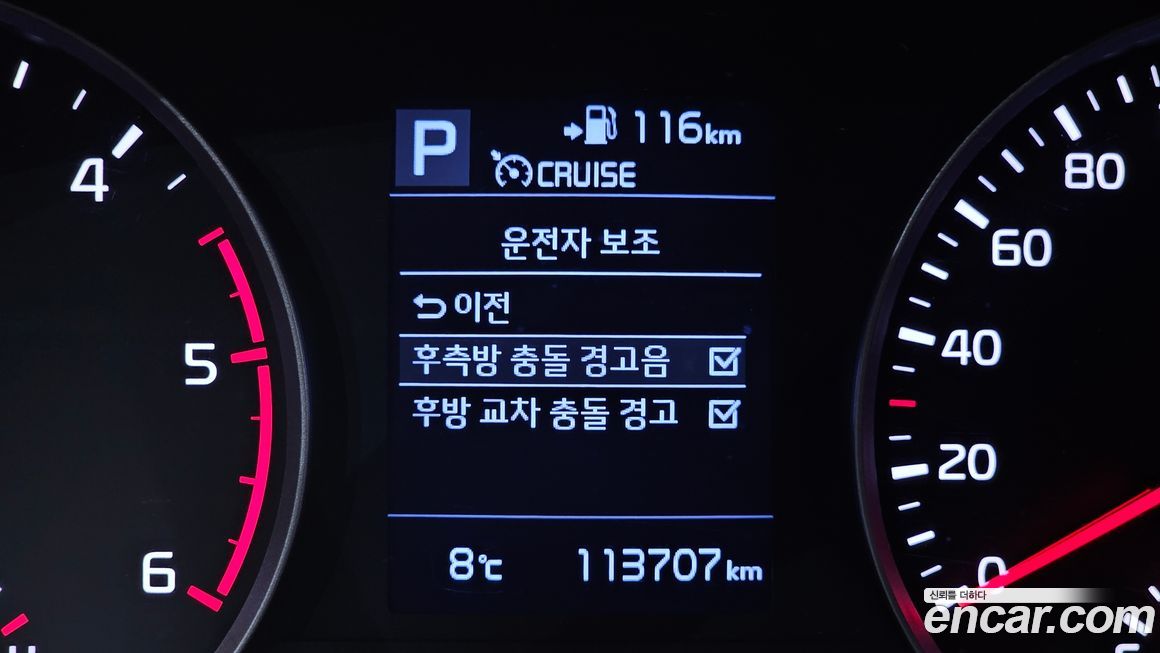 P
116km
CRUISE
운전자 보조
이전
후측방 충돌 경고음
후방 교차 충돌 경고
8℃ 113707km
4
5
6
80
60
40
20
0
신뢰를 더하다
encar.com